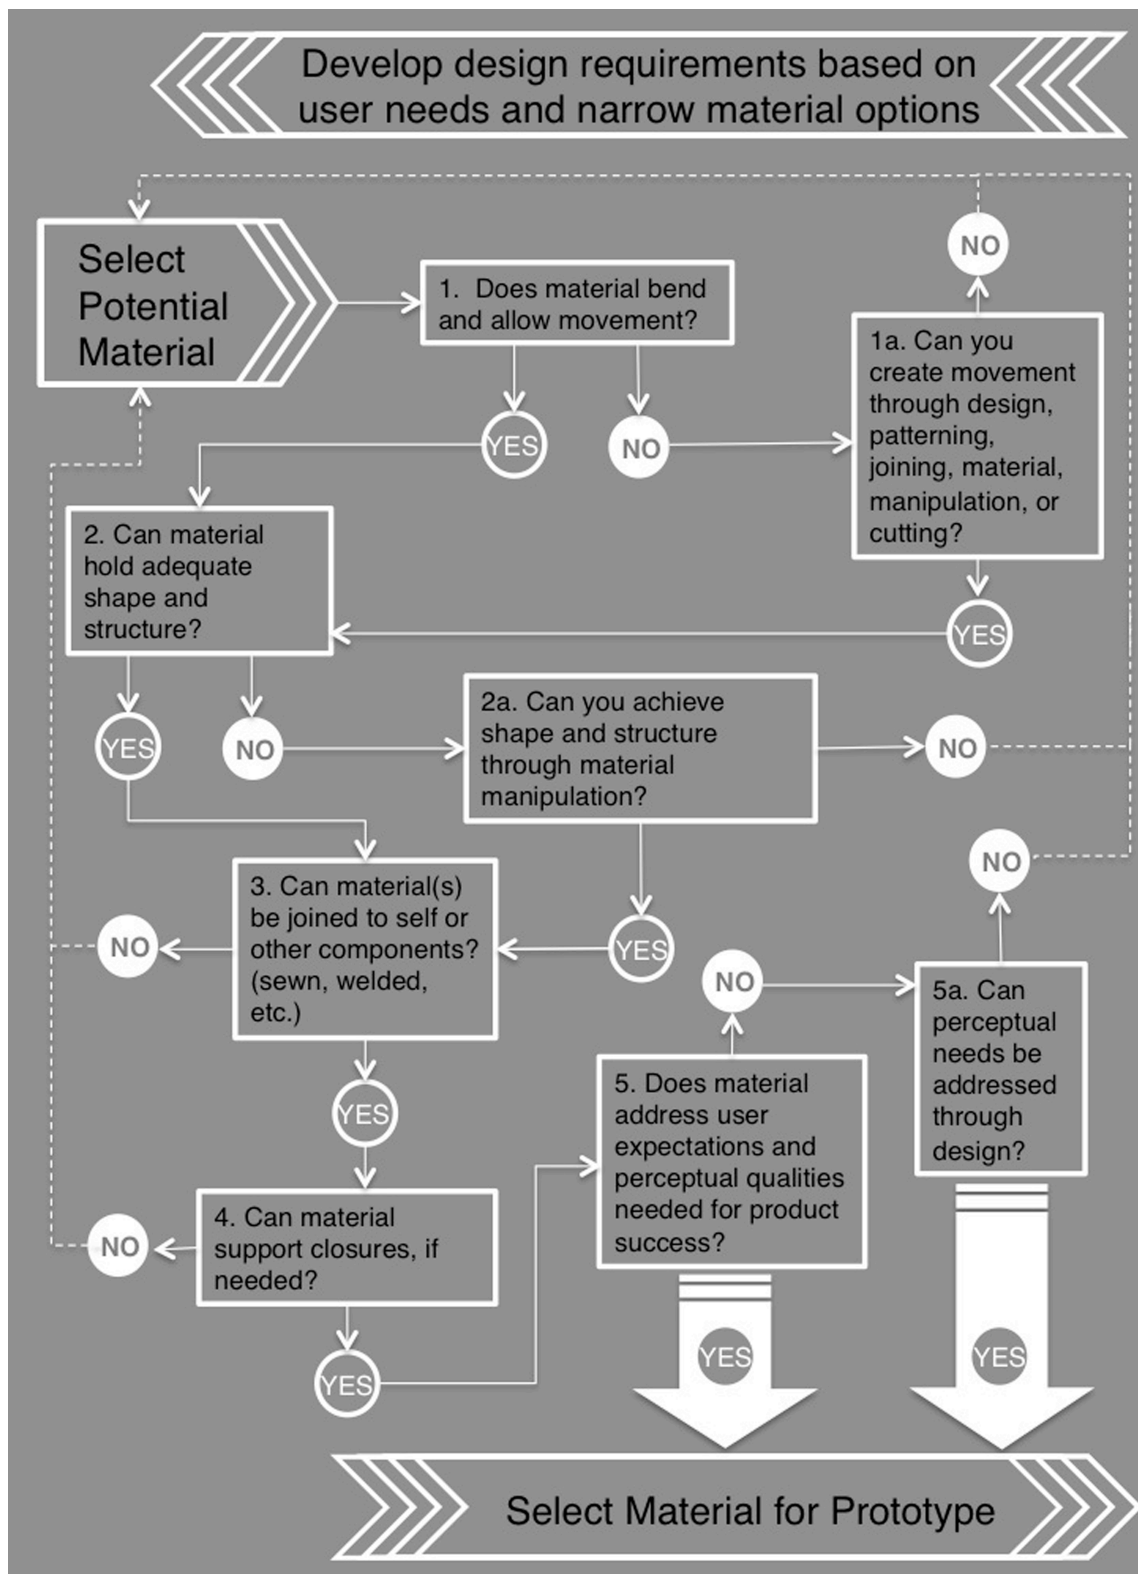 Develop design requirements based on
user needs and narrow material options
Select
Potential
Material
1. Does material bend
and allow movement?
NO
1a. Can you
create movement
through design,
patterning,
joining, material,
manipulation, or
cutting?
YES
NO
2. Can material
hold adequate
shape and
structure?
YES
YES
NO
2a. Can you achieve
shape and structure
through material
manipulation?
NO
3. Can material(s)
be joined to self or
other components?
(sewn, welded,
etc.)
NO
YES
NO
NO
5a. Can
perceptual
needs be
addressed
through
design?
YES
5. Does material
address user
expectations and
perceptual qualities
needed for product
success?
4. Can material
support closures, if
needed?
NO
YES
YES
YES
Select Material for Prototype